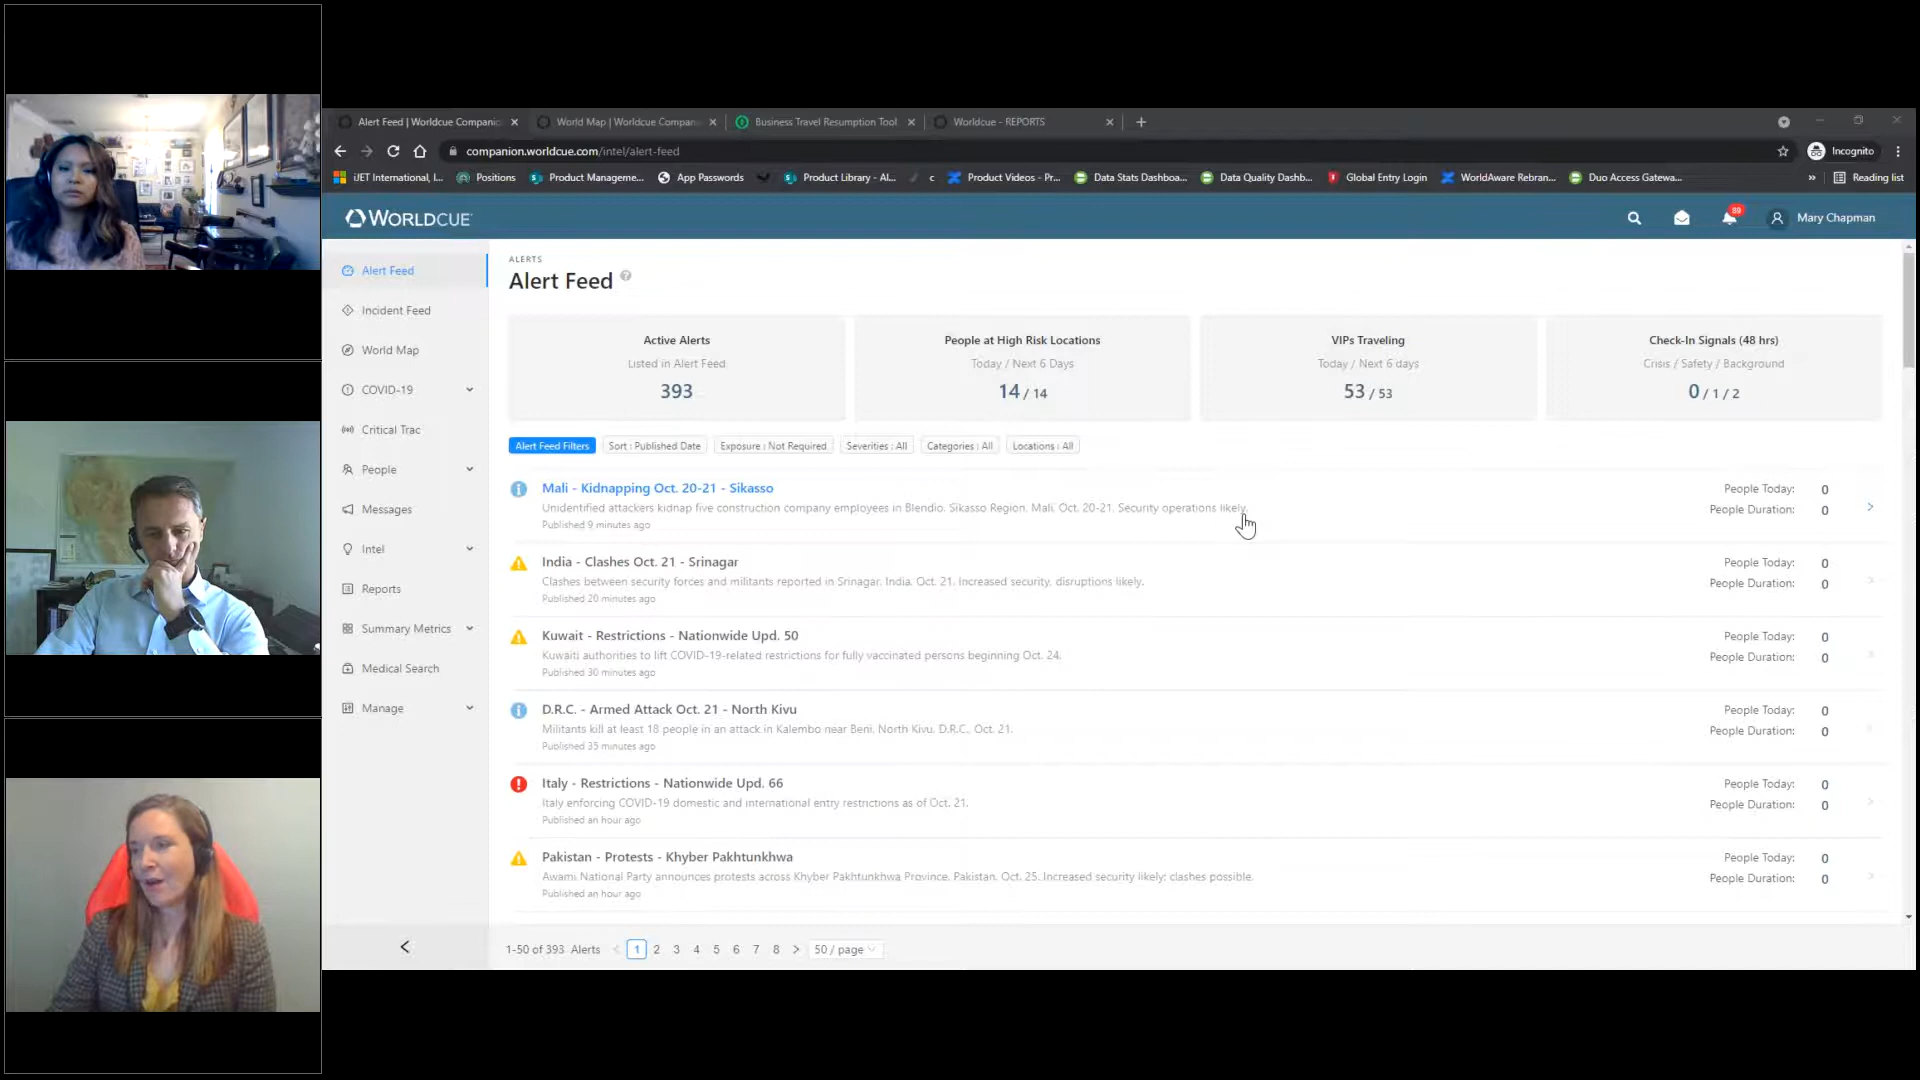 Alert Feed | Worldcue Companio
World Map | Worldcue Compan
Business Travel Resumption Tool
Worldcue - REPORTS
companion.worldcue.com/intel/alert-feed
Incognito
iJET International, I...
Positions
Product Manageme...
App Passwords
Product Library - Al...
c
Product Videos - Pr...
Data Stats Dashboa...
Data Quality Dashb...
Global Entry Login
WorldAware Rebran...
Duo Access Gatewa...
»
Reading list
WORLDCUE
Mary Chapman
Alert Feed
Incident Feed
World Map
COVID-19
Critical Trac
People
Messages
Intel
Reports
Summary Metrics
Medical Search
Manage
ALERTS
Alert Feed
Active Alerts
Listed in Alert Feed
393
People at High Risk Locations
Today / Next 6 Days
14 / 14
VIPs Traveling
Today / Next 6 days
53 / 53
Check-In Signals (48 hrs)
Crisis / Safety / Background
0 / 1 / 2
Alert Feed Filters
Sort : Published Date
Exposure : Not Required
Severities : All
Categories : All
Locations : All
Mali - Kidnapping Oct. 20-21 - Sikasso
Unidentified attackers kidnap five construction company employees in Blendio, Sikasso Region, Mali, Oct. 20-21. Security operations likely.
Published 9 minutes ago
People Today: 0
People Duration: 0
India - Clashes Oct. 21 - Srinagar
Clashes between security forces and militants reported in Srinagar, India, Oct. 21. Increased security, disruptions likely.
Published 20 minutes ago
People Today: 0
People Duration: 0
Kuwait - Restrictions - Nationwide Upd. 50
Kuwaiti authorities to lift COVID-19-related restrictions for fully vaccinated persons beginning Oct. 24.
Published 30 minutes ago
People Today: 0
People Duration: 0
D.R.C. - Armed Attack Oct. 21 - North Kivu
Militants kill at least 18 people in an attack in Kalembo near Beni, North Kivu, D.R.C., Oct. 21.
Published 35 minutes ago
People Today: 0
People Duration: 0
Italy - Restrictions - Nationwide Upd. 66
Italy enforcing COVID-19 domestic and international entry restrictions as of Oct. 21.
Published an hour ago
People Today: 0
People Duration: 0
Pakistan - Protests - Khyber Pakhtunkhwa
Awami National Party announces protests across Khyber Pakhtunkhwa Province, Pakistan, Oct. 25. Increased security likely; clashes possible.
Published an hour ago
People Today: 0
People Duration: 0
1-50 of 393 Alerts
1 2 3 4 5 6 7 8
50 / page